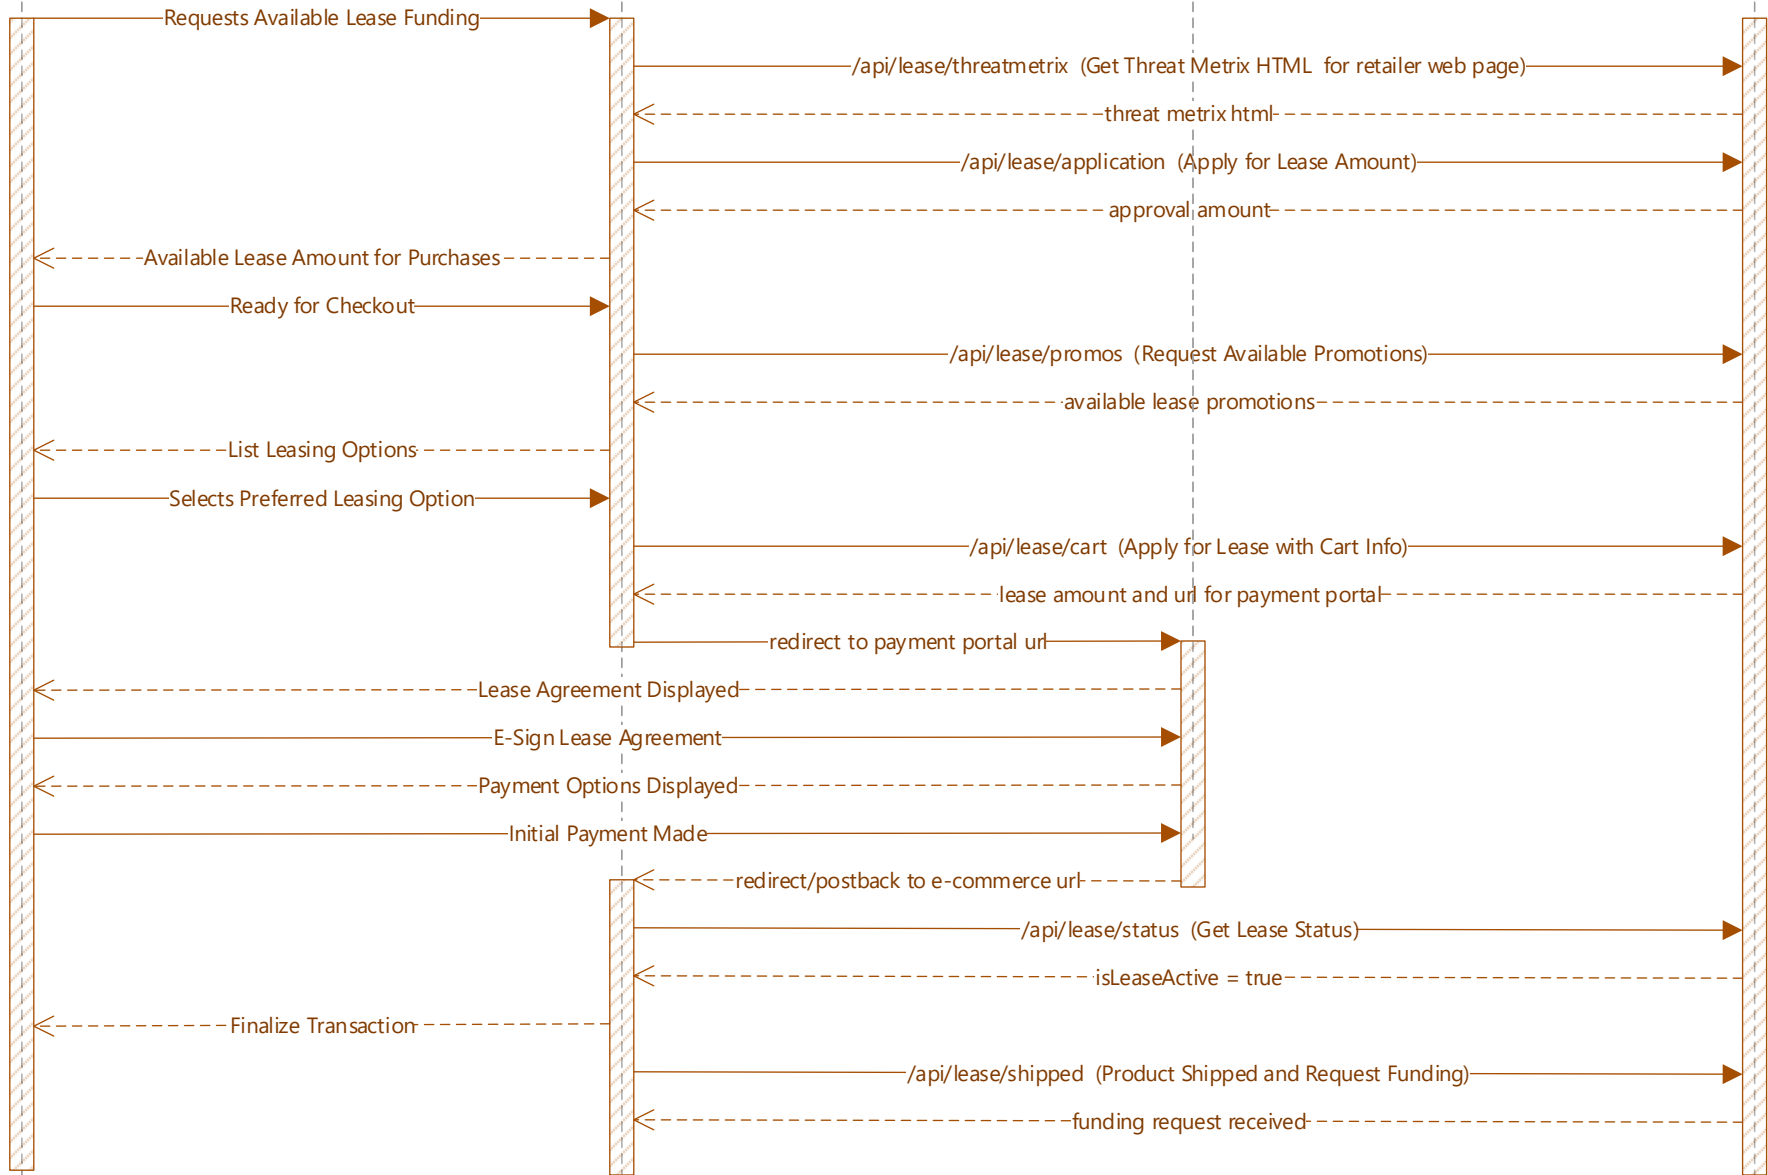 Requests Available Lease Funding
/api/lease/threatmetrix (Get Threat Metrix HTML for retailer web page)
threat metrix html
/api/lease/application (Apply for Lease Amount)
approval amount
Available Lease Amount for Purchases
Ready for Checkout
/api/lease/promos (Request Available Promotions)
available lease promotions
List Leasing Options
Selects Preferred Leasing Option
/api/lease/cart (Apply for Lease with Cart Info)
lease amount and url for payment portal
redirect to payment portal url
Lease Agreement Displayed
E-Sign Lease Agreement
Payment Options Displayed
Initial Payment Made
redirect/postback to e-commerce url
/api/lease/status (Get Lease Status)
isLeaseActive = true
Finalize Transaction
/api/lease/shipped (Product Shipped and Request Funding)
funding request received